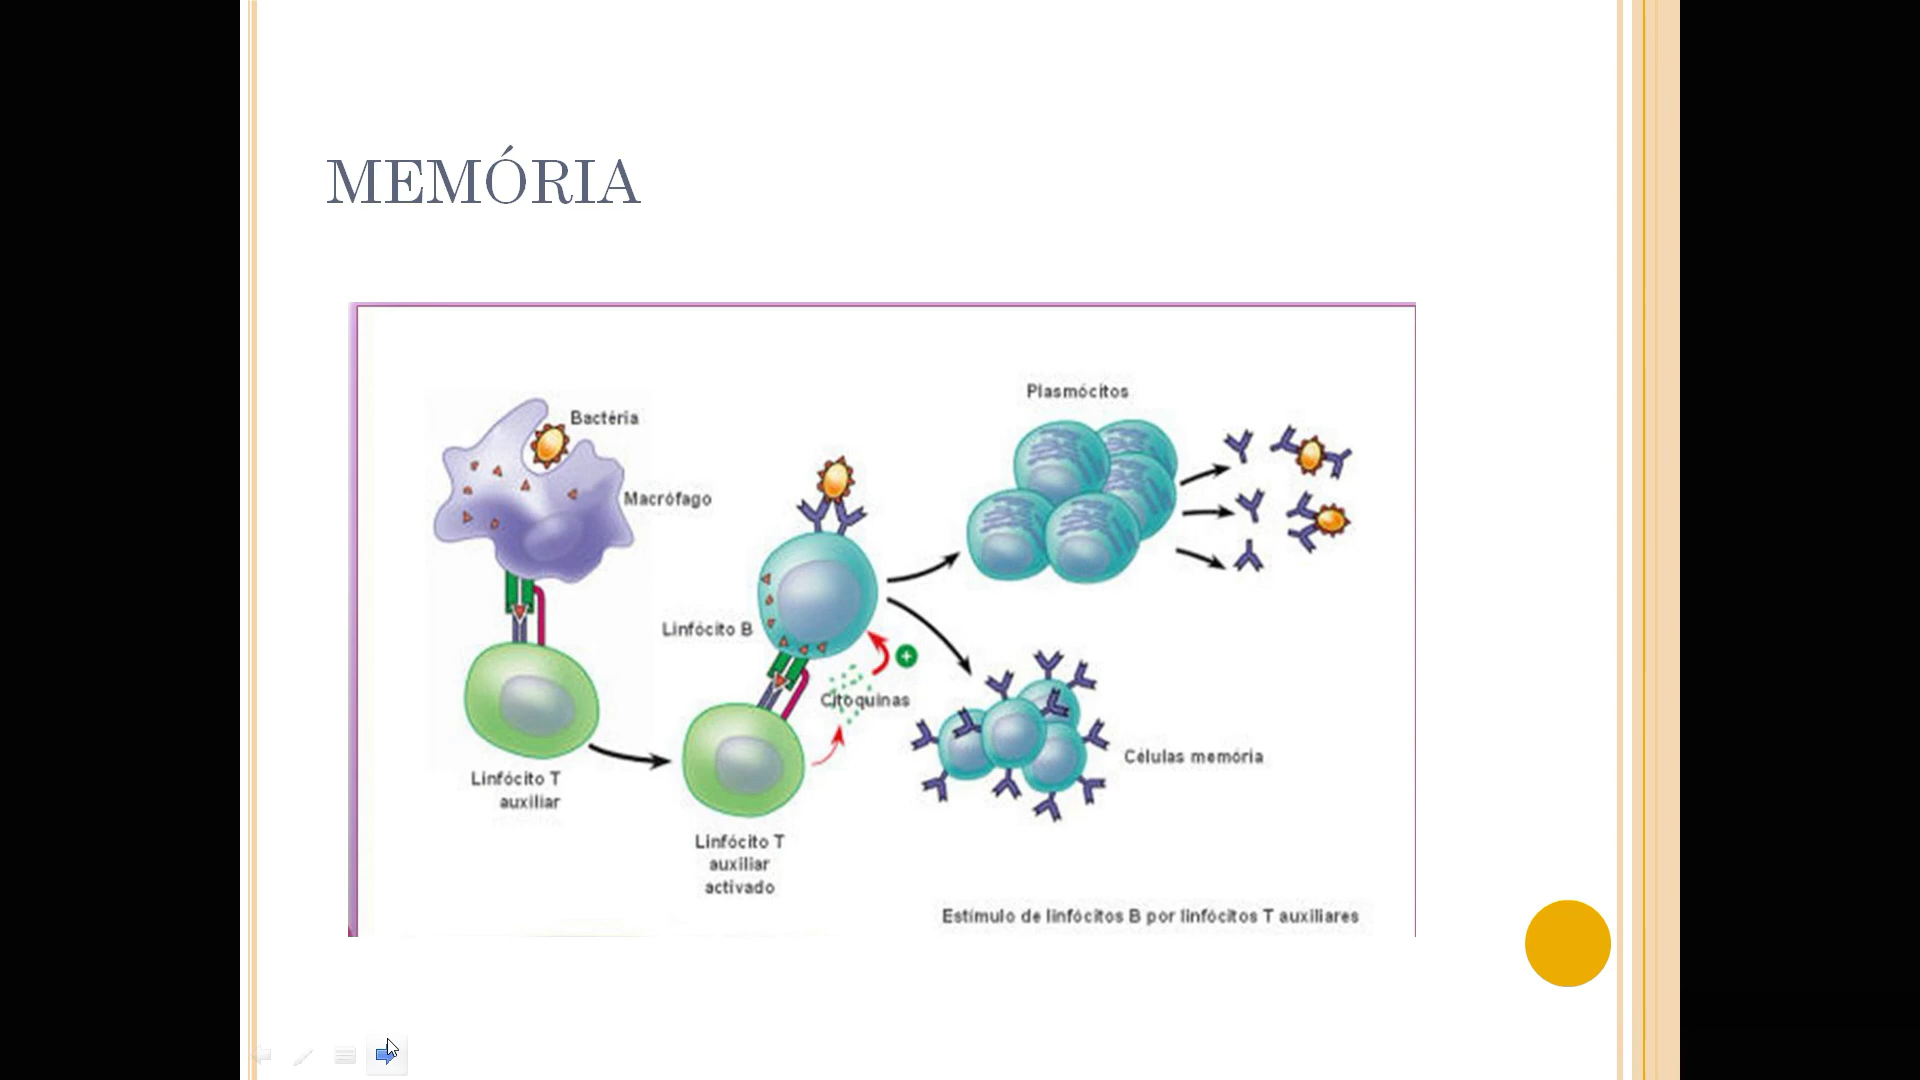 MEMÓRIA
Plasmócitos
Bactéria
Macrófago
Linfócito B
+
Citoquinas
Células memória
Linfócito T
auxiliar
Linfócito T
auxiliar
activado
Estímulo de linfócitos B por linfócitos T auxiliares